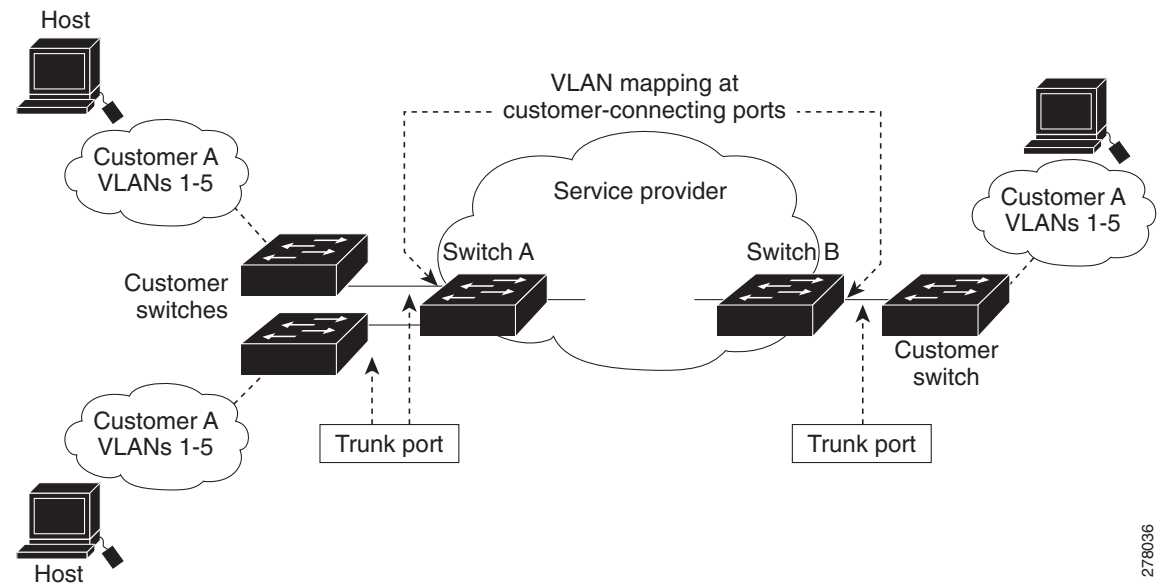 Host
VLAN mapping at
customer-connecting ports
Customer A
VLANs 1-5
Service provider
Customer A
VLANs 1-5
Switch A
Switch B
Customer
switches
Customer
switch
Customer A
VLANs 1-5
Trunk port
Trunk port
Host
278036